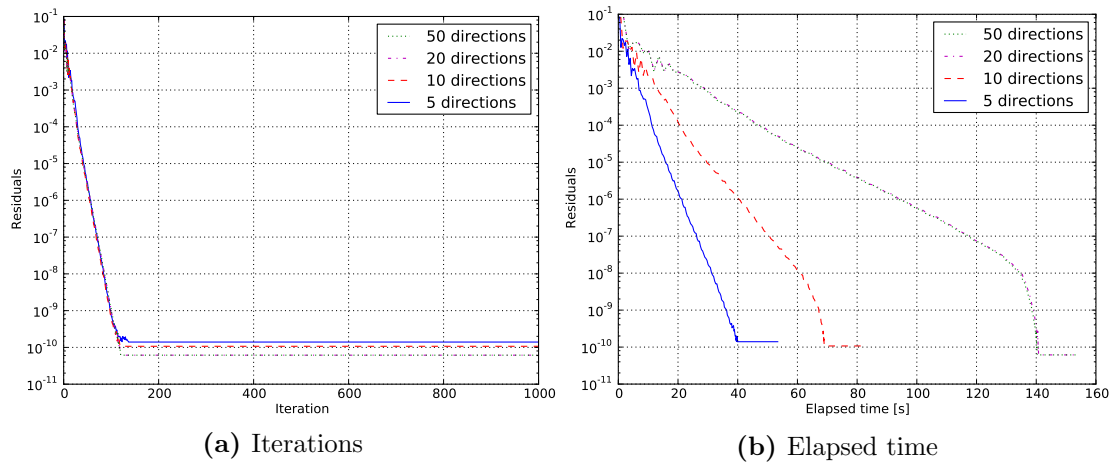 50 directions
20 directions
10 directions
5 directions
Residuals
10^-1
10^-2
10^-3
10^-4
10^-5
10^-6
10^-7
10^-8
10^-9
10^-10
10^-11
0 200 400 600 800 1000
Iteration
(a) Iterations
50 directions
20 directions
10 directions
5 directions
Residuals
10^-1
10^-2
10^-3
10^-4
10^-5
10^-6
10^-7
10^-8
10^-9
10^-10
10^-11
0 20 40 60 80 100 120 140 160
Elapsed time [s]
(b) Elapsed time